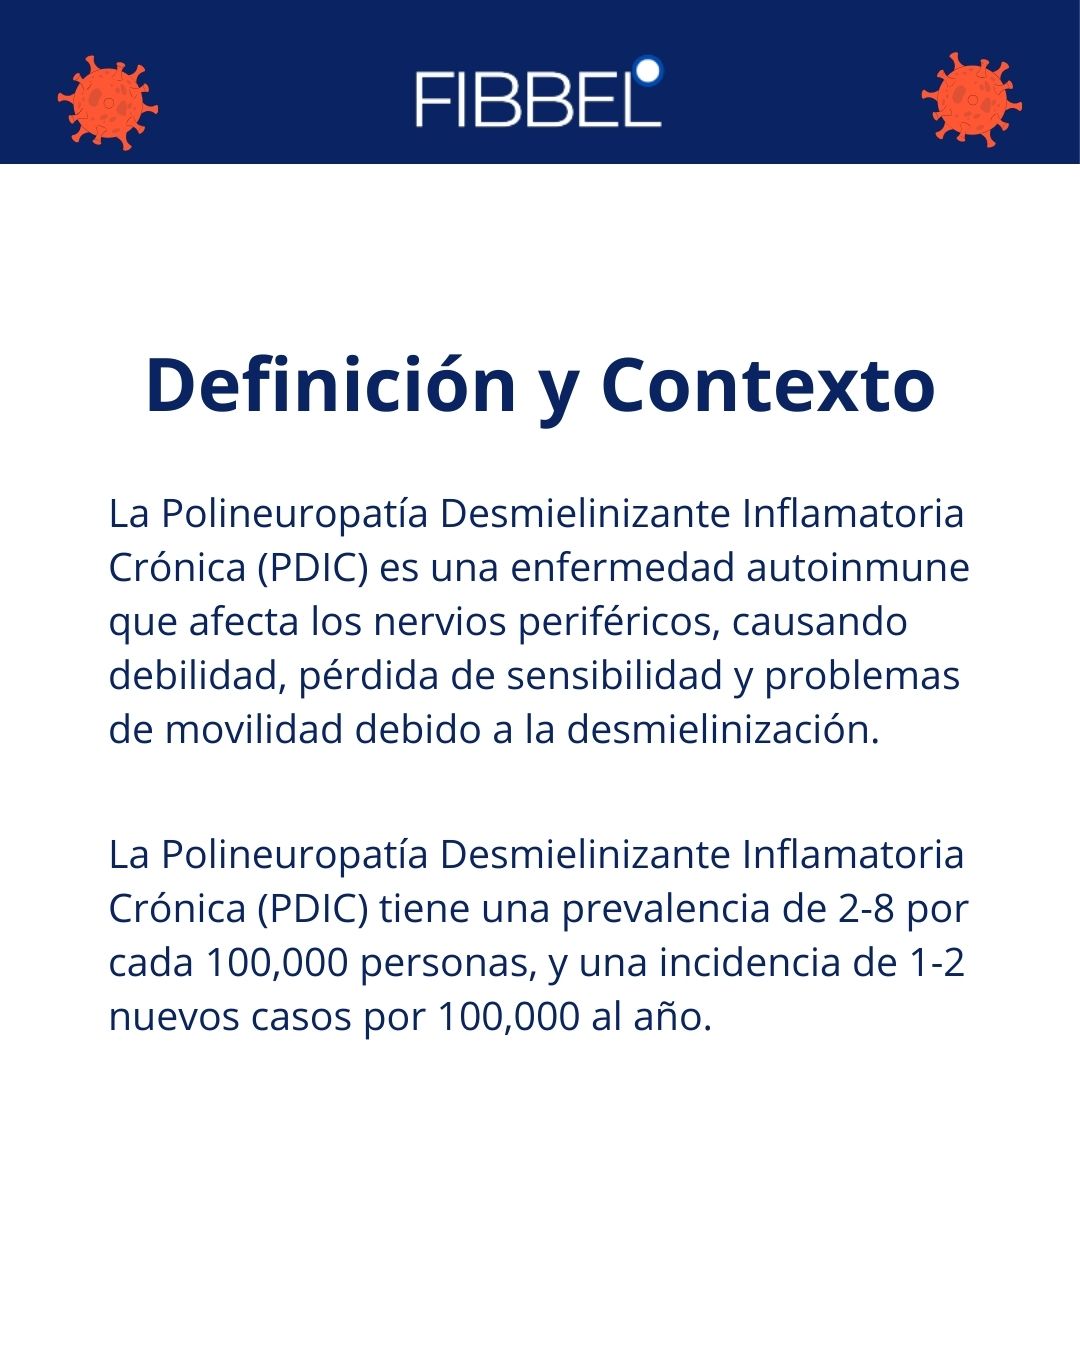 FIBBEL
Definición y Contexto
La Polineuropatía Desmielinizante Inflamatoria
Crónica (PDIC) es una enfermedad autoinmune
que afecta los nervios periféricos, causando
debilidad, pérdida de sensibilidad y problemas
de movilidad debido a la desmielinización.
La Polineuropatía Desmielinizante Inflamatoria
Crónica (PDIC) tiene una prevalencia de 2-8 por
cada 100,000 personas, y una incidencia de 1-2
nuevos casos por 100,000 al año.